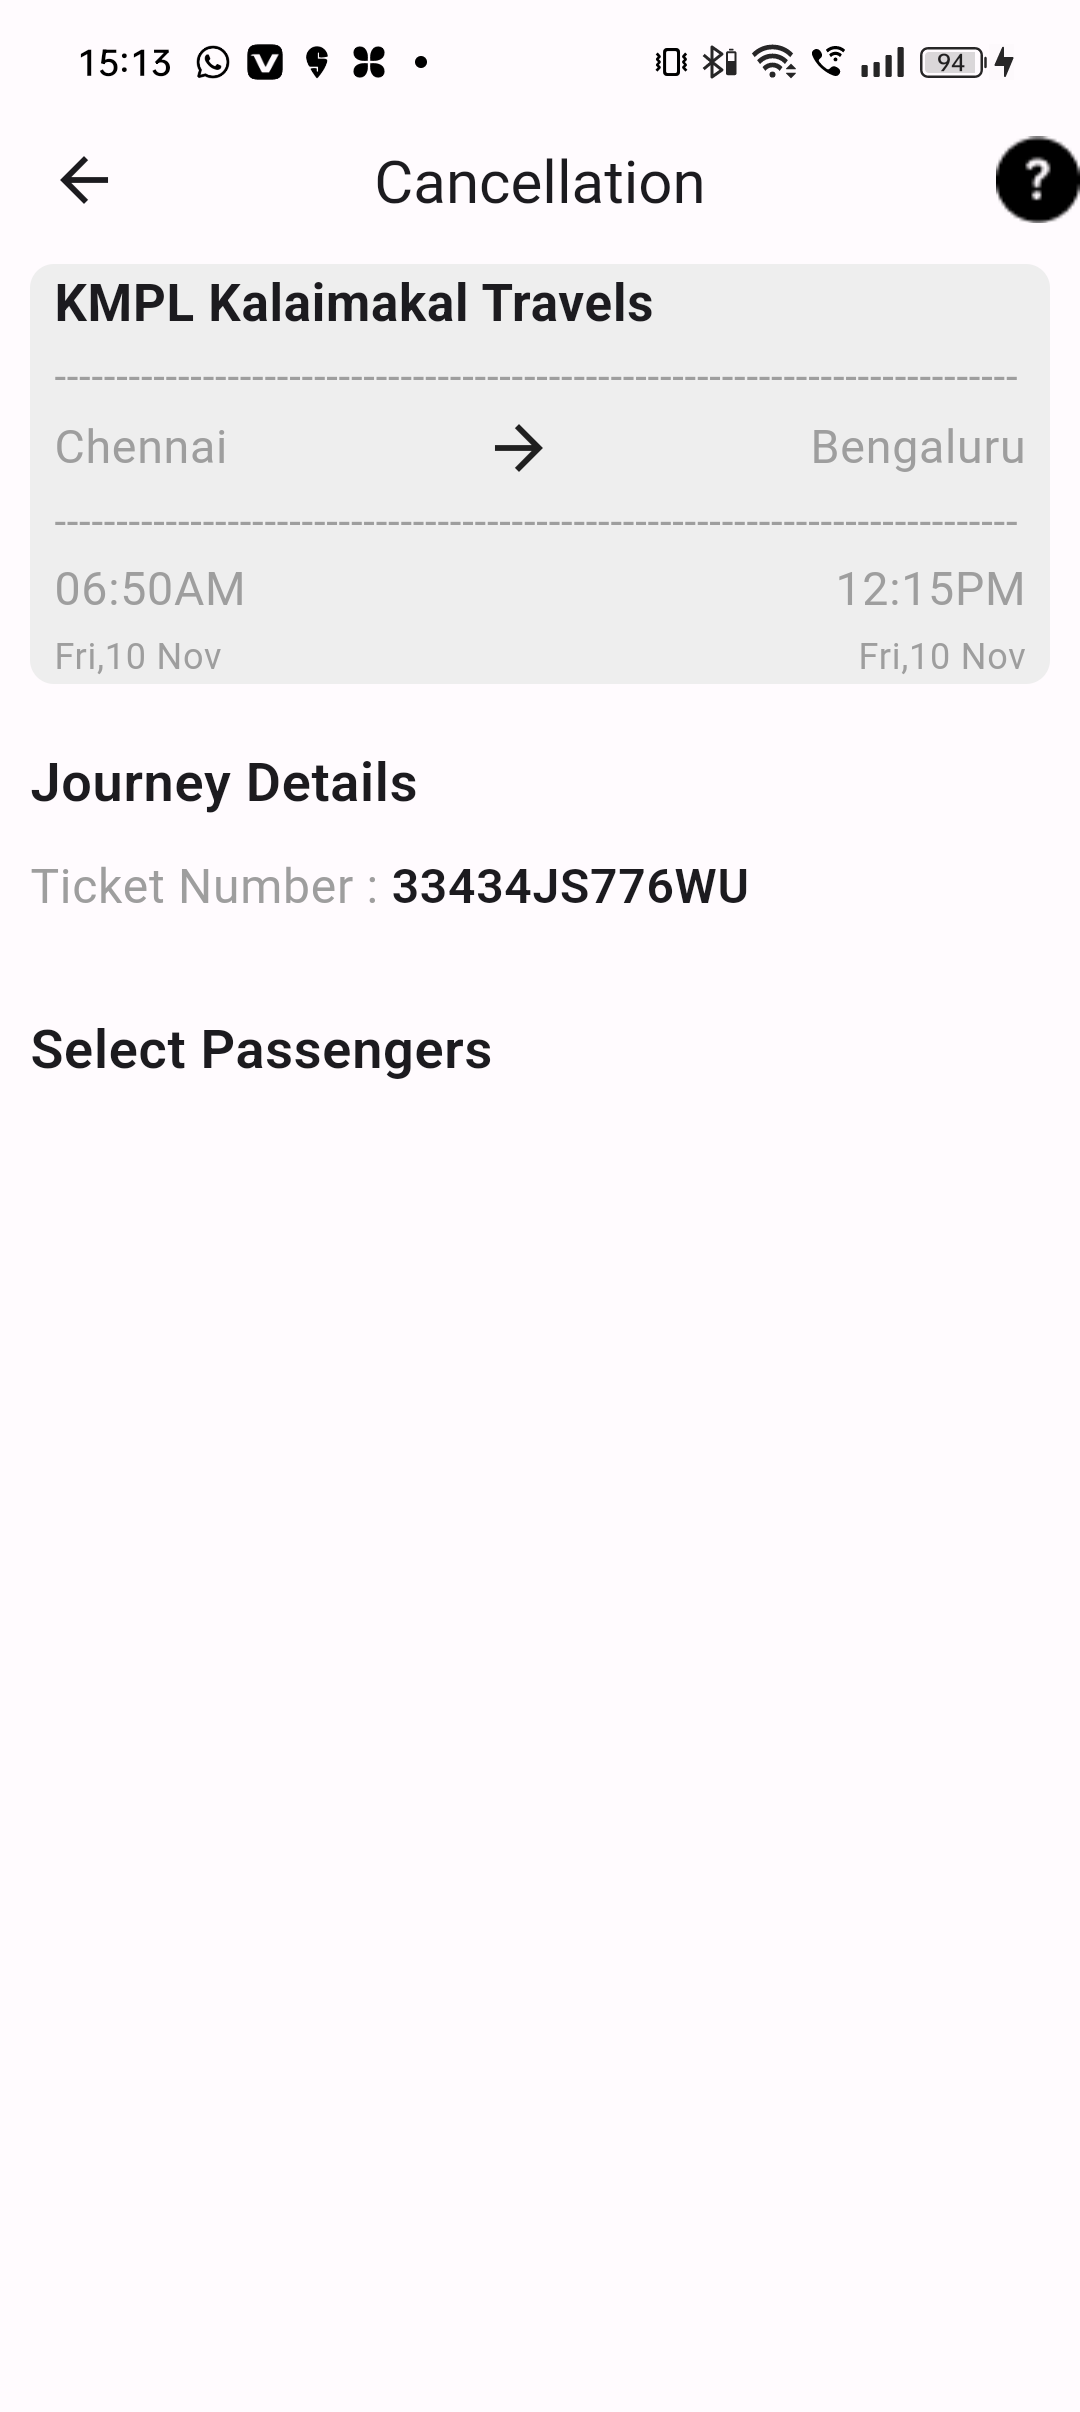 15:13
94
Cancellation
?
KMPL Kalaimakal Travels
-------------------------------------------------------------------------------
Chennai → Bengaluru
-------------------------------------------------------------------------------
06:50AM 12:15PM
Fri,10 Nov Fri,10 Nov
Journey Details
Ticket Number : 33434JS776WU
Select Passengers